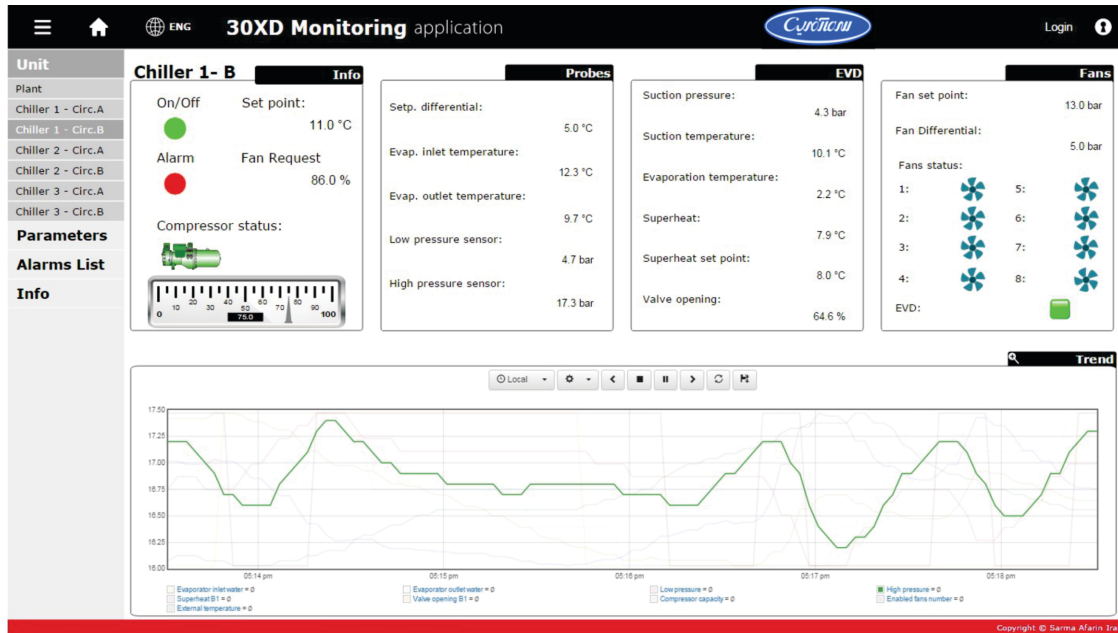 ENG
30XD Monitoring application
Login
Unit
Plant
Chiller 1 - Circ.A
Chiller 1 - Circ.B
Chiller 2 - Circ.A
Chiller 2 - Circ.B
Chiller 3 - Circ.A
Chiller 3 - Circ.B
Parameters
Alarms List
Info
Chiller 1- B
Info
On/Off
Set point:
11.0 °C
Alarm
Fan Request
86.0 %
Compressor status:
0 10 20 30 40 50 60 70 80 90 100
75.0
Probes
Setp. differential:
5.0 °C
Evap. inlet temperature:
12.3 °C
Evap. outlet temperature:
9.7 °C
Low pressure sensor:
4.7 bar
High pressure sensor:
17.3 bar
EVD
Suction pressure:
4.3 bar
Suction temperature:
10.1 °C
Evaporation temperature:
2.2 °C
Superheat:
7.9 °C
Superheat set point:
8.0 °C
Valve opening:
64.6 %
Fans
Fan set point:
13.0 bar
Fan Differential:
5.0 bar
Fans status:
1: 5:
2: 6:
3: 7:
4: 8:
EVD:
Trend
Local
17.50
17.25
17.00
16.75
16.50
16.25
16.00
05:14 pm 05:15 pm 05:16 pm 05:17 pm 05:18 pm
Evaporator inlet water = Ø Evaporator outlet water = Ø Low pressure = Ø High pressure = Ø
Superheat B1 = Ø Valve opening B1 = Ø Compressor capacity = Ø Enabled fans number = Ø
External temperature = Ø
Copyright © Sarma Afarin Ira